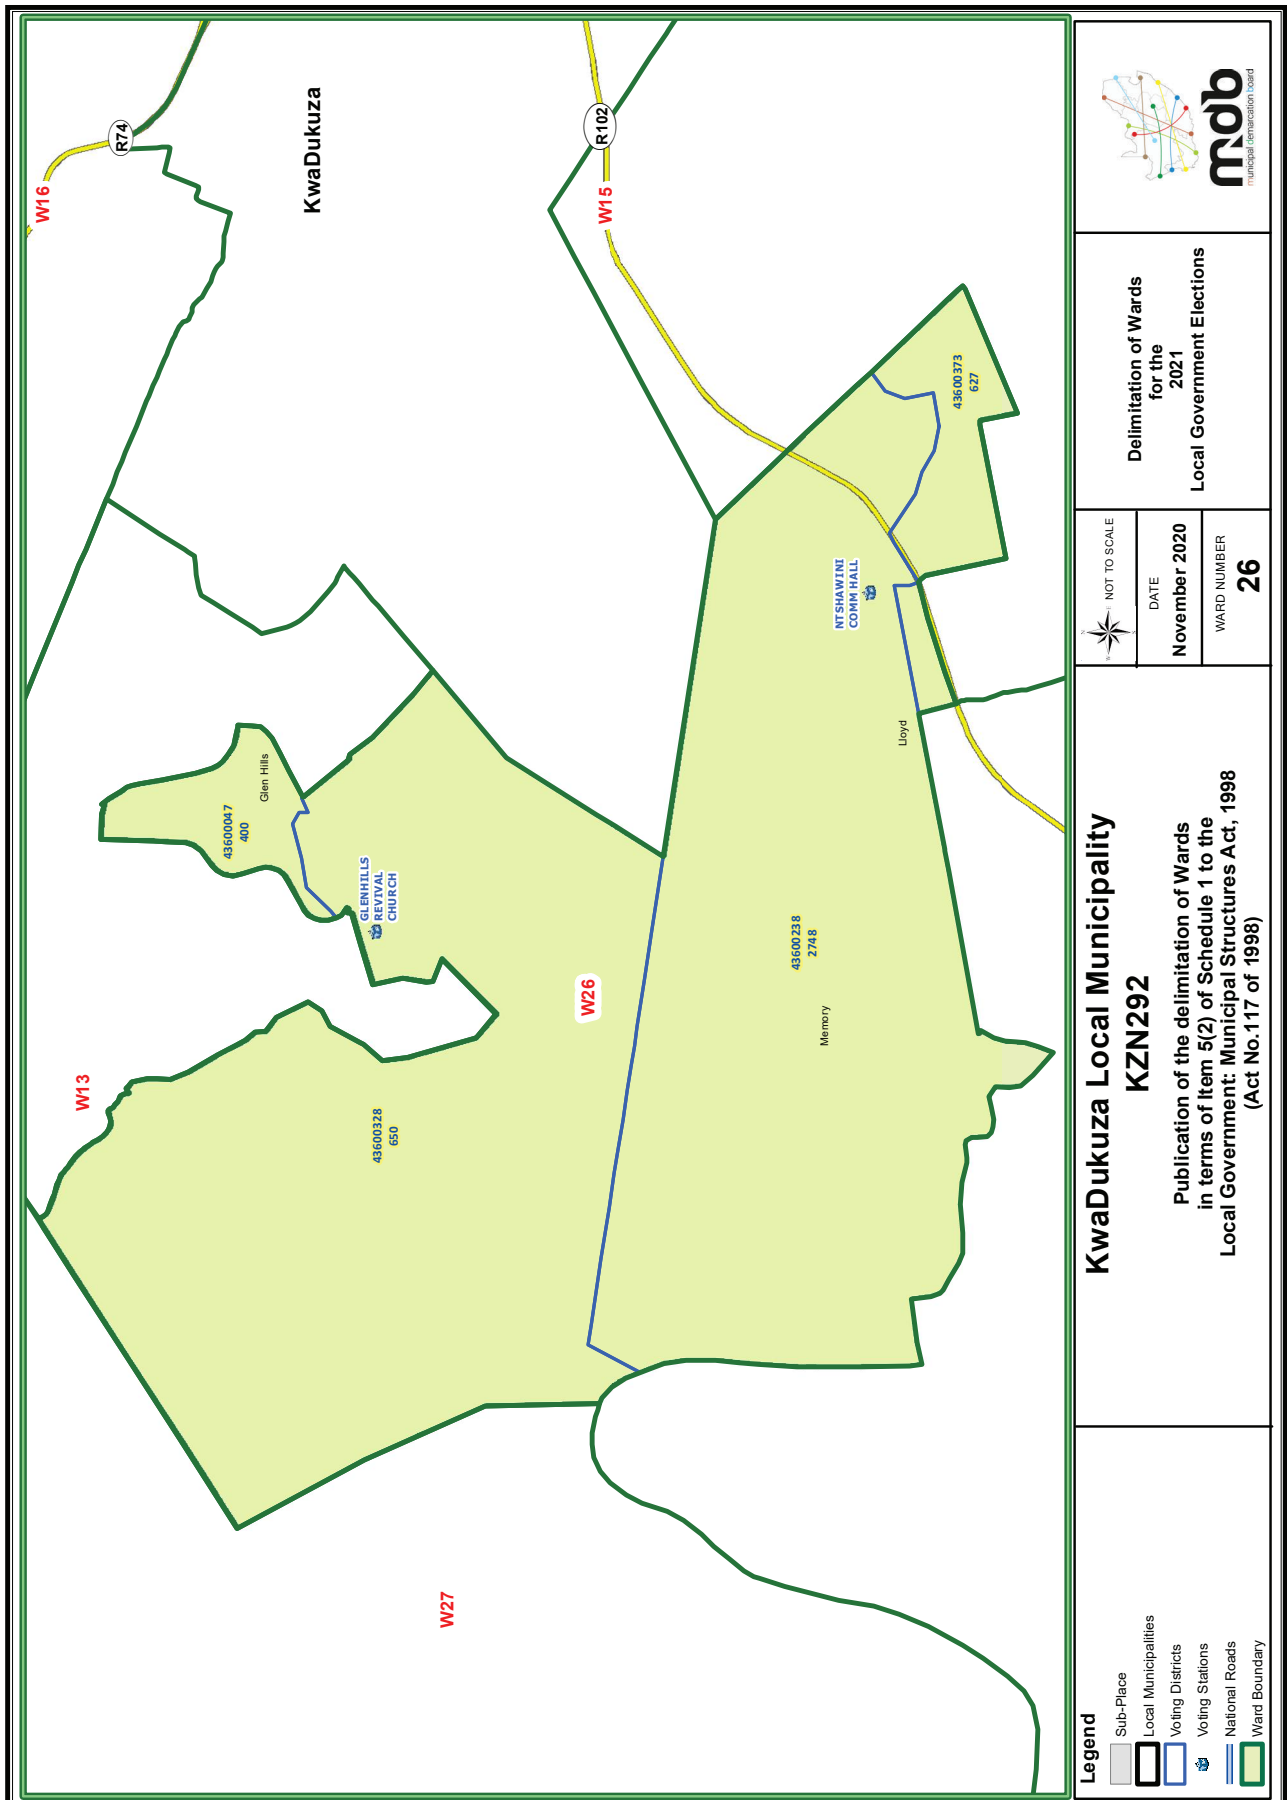 W16
R74
KwaDukuza
R102
W15
W13
Glen Hills
43600047
400
GLENHILLS
REVIVAL
CHURCH
43600328
650
W26
W27
43600373
627
NTSHAWINI
COMM HALL
Lloyd
43600238
2748
Memory
Legend
Sub-Place
Local Municipalities
Voting Districts
Voting Stations
National Roads
Ward Boundary
KwaDukuza Local Municipality
KZN292
Publication of the delimitation of Wards
in terms of Item 5(2) of Schedule 1 to the
Local Government: Municipal Structures Act, 1998
(Act No.117 of 1998)
N
W
E
S
NOT TO SCALE
DATE
November 2020
WARD NUMBER
26
Delimitation of Wards
for the
2021
Local Government Elections
mdb
municipal demarcation board